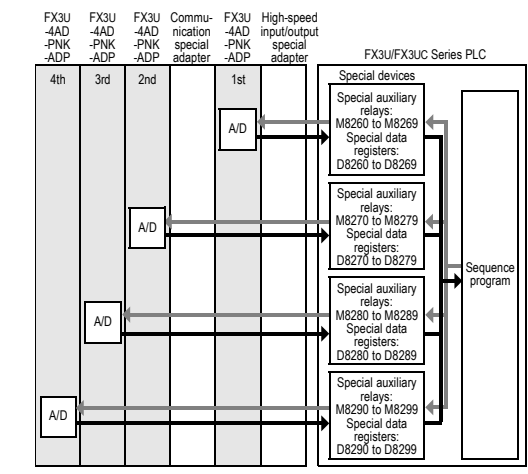 FX3U
-4AD
-PNK
-ADP
FX3U
-4AD
-PNK
-ADP
FX3U
-4AD
-PNK
-ADP
Commu-
nication
special
adapter
FX3U
-4AD
-PNK
-ADP
High-speed
input/output
special
adapter
FX3U/FX3UC Series PLC
4th
3rd
2nd
1st
Special devices
A/D
Special auxiliary
relays:
M8260 to M8269
Special data
registers:
D8260 to D8269
A/D
Special auxiliary
relays:
M8270 to M8279
Special data
registers:
D8270 to D8279
Sequence
program
A/D
Special auxiliary
relays:
M8280 to M8289
Special data
registers:
D8280 to D8289
A/D
Special auxiliary
relays:
M8290 to M8299
Special data
registers:
D8290 to D8299